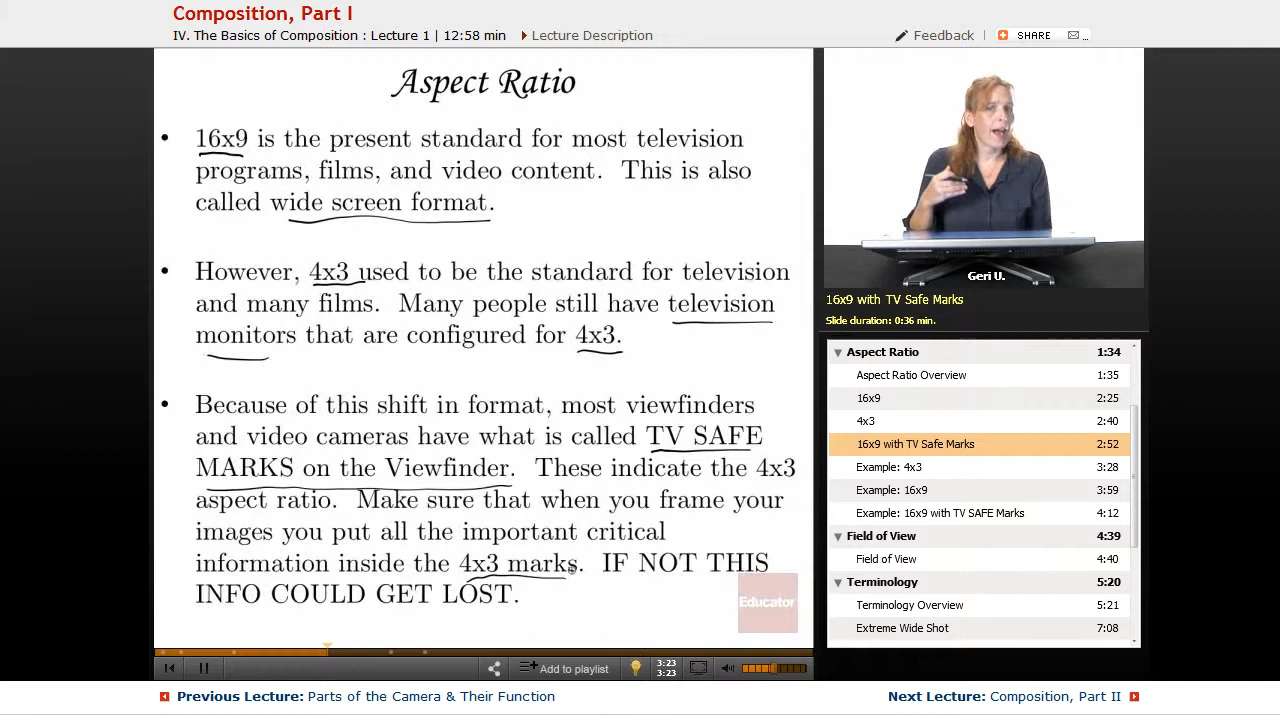 Composition, Part I
IV. The Basics of Composition : Lecture 1 | 12:58 min
Lecture Description
Feedback
SHARE
Aspect Ratio
• 16x9 is the present standard for most television
programs, films, and video content. This is also
called wide screen format.
• However, 4x3 used to be the standard for television
and many films. Many people still have television
monitors that are configured for 4x3.
• Because of this shift in format, most viewfinders
and video cameras have what is called TV SAFE
MARKS on the Viewfinder. These indicate the 4x3
aspect ratio. Make sure that when you frame your
images you put all the important critical
information inside the 4x3 marks. IF NOT THIS
INFO COULD GET LOST.
Educator
Geri U.
16x9 with TV Safe Marks
Slide duration: 0:36 min.
Aspect Ratio 1:34
Aspect Ratio Overview 1:35
16x9 2:25
4x3 2:40
16x9 with TV Safe Marks 2:52
Example: 4x3 3:28
Example: 16x9 3:59
Example: 16x9 with TV SAFE Marks 4:12
Field of View 4:39
Field of View 4:40
Terminology 5:20
Terminology Overview 5:21
Extreme Wide Shot 7:08
Add to playlist
3:23
3:23
Previous Lecture: Parts of the Camera & Their Function
Next Lecture: Composition, Part II